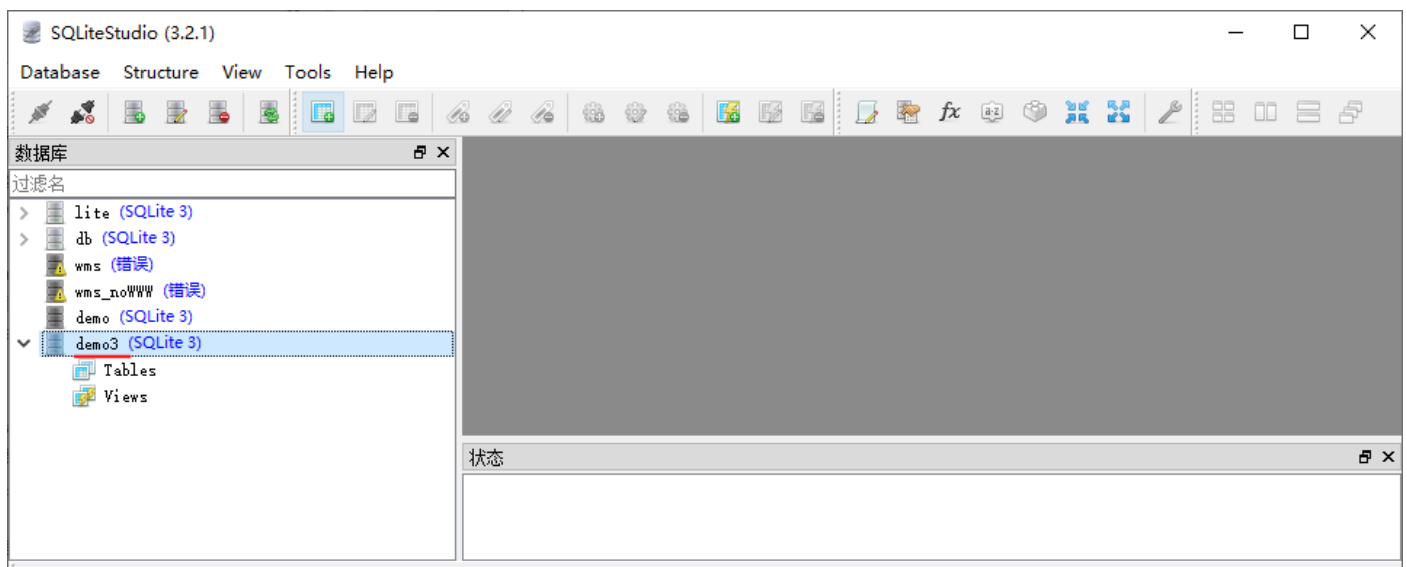 SQLiteStudio (3.2.1)
Database Structure View Tools Help
fx a-z
数据库
过滤名
lite (SQLite 3)
db (SQLite 3)
wms (错误)
wms_noWWW (错误)
demo (SQLite 3)
demo3 (SQLite 3)
Tables
Views
状态